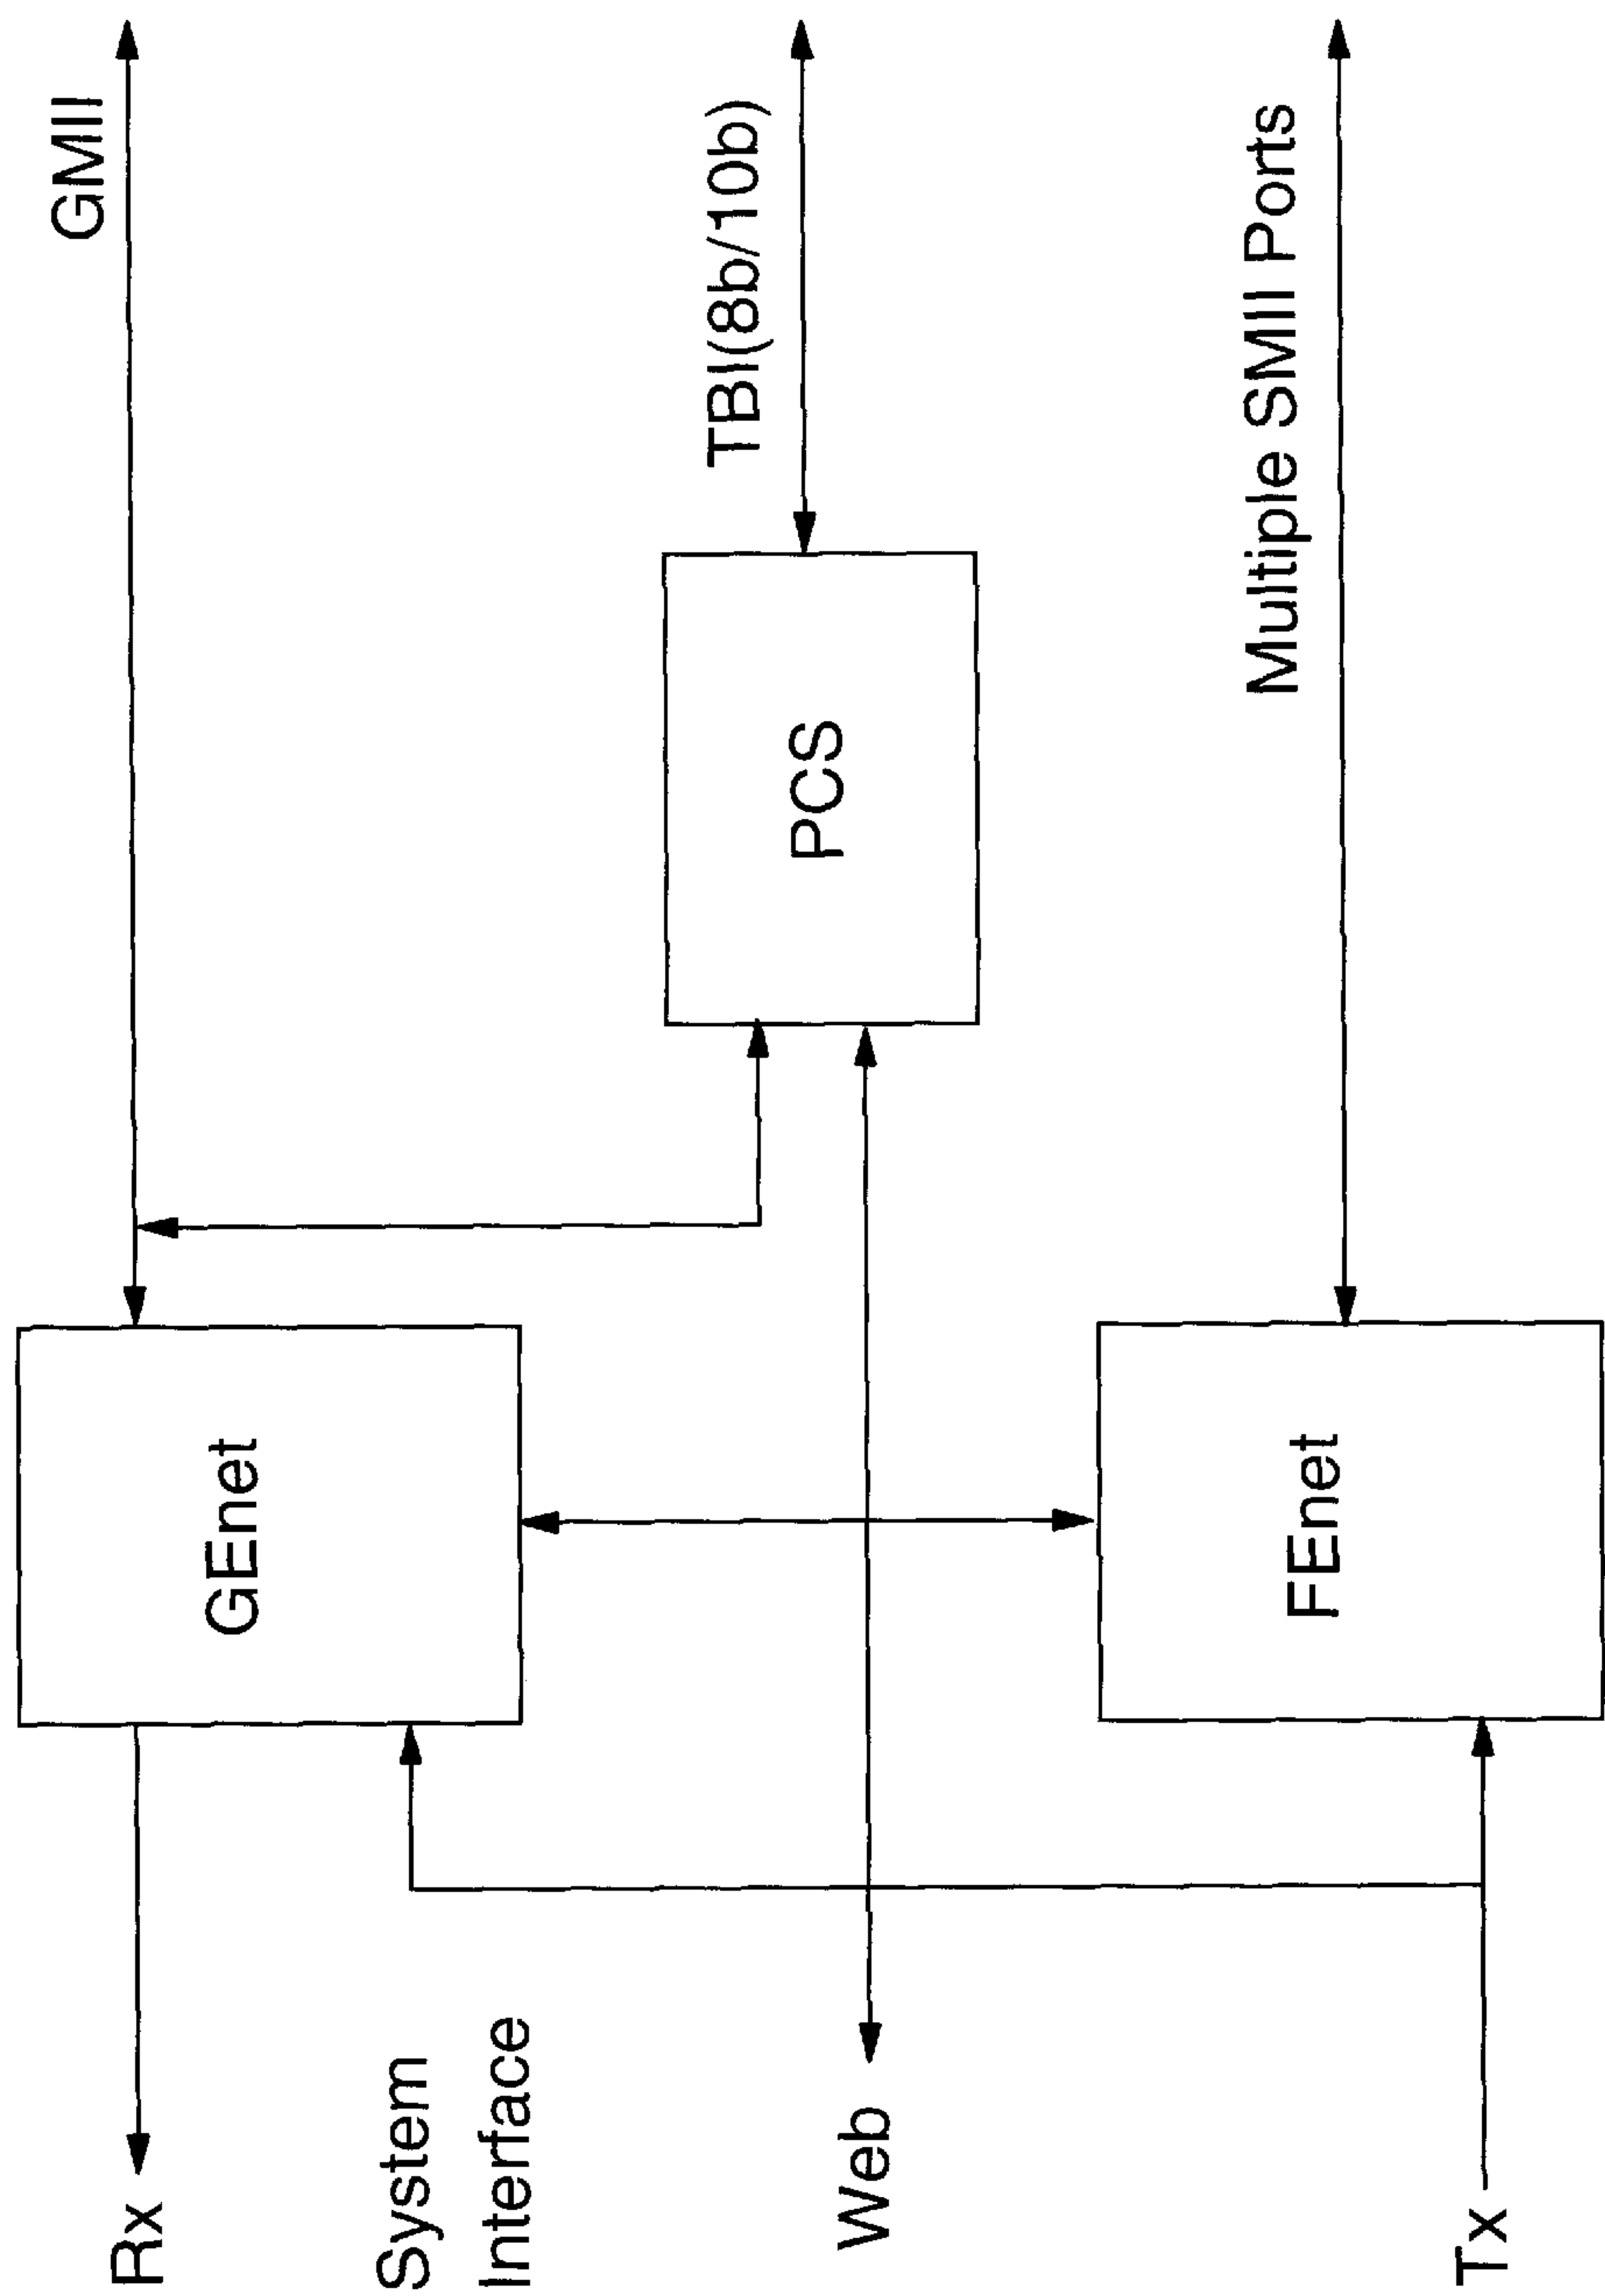 Rx
System
Interface
Web
Tx
GEnet
FEnet
PCS
GMII
TBI(8b/10b)
Multiple SMII Ports